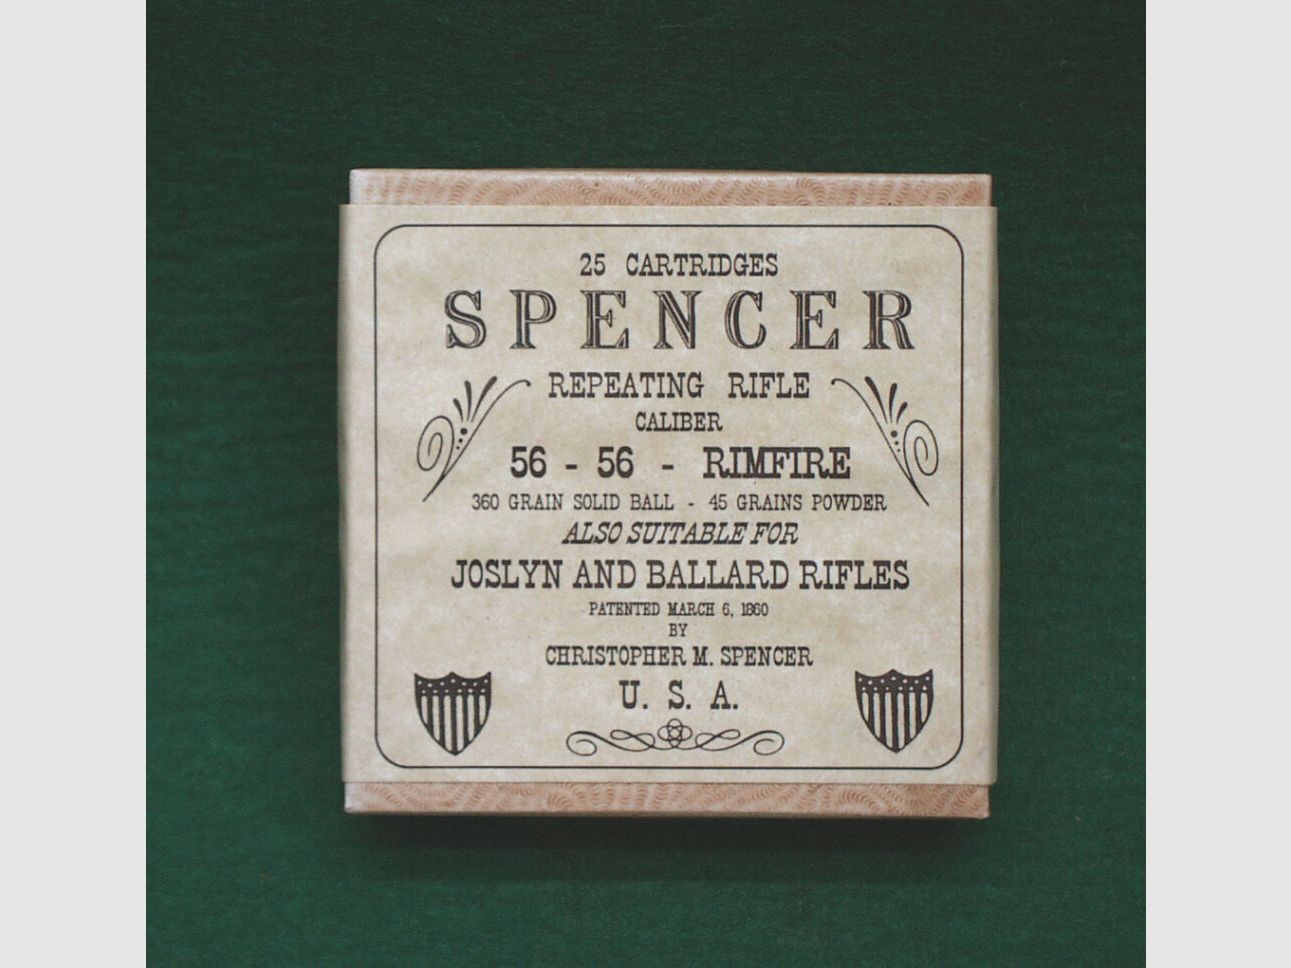 25 CARTRIDGES
SPENCER
REPEATING RIFLE
CALIBER
56 - 56 - RIMFIRE
360 GRAIN SOLID BALL - 45 GRAINS POWDER
ALSO SUITABLE FOR
JOSLYN AND BALLARD RIFLES
PATENTED MARCH 6, 1860
BY
CHRISTOPHER M. SPENCER
U. S. A.